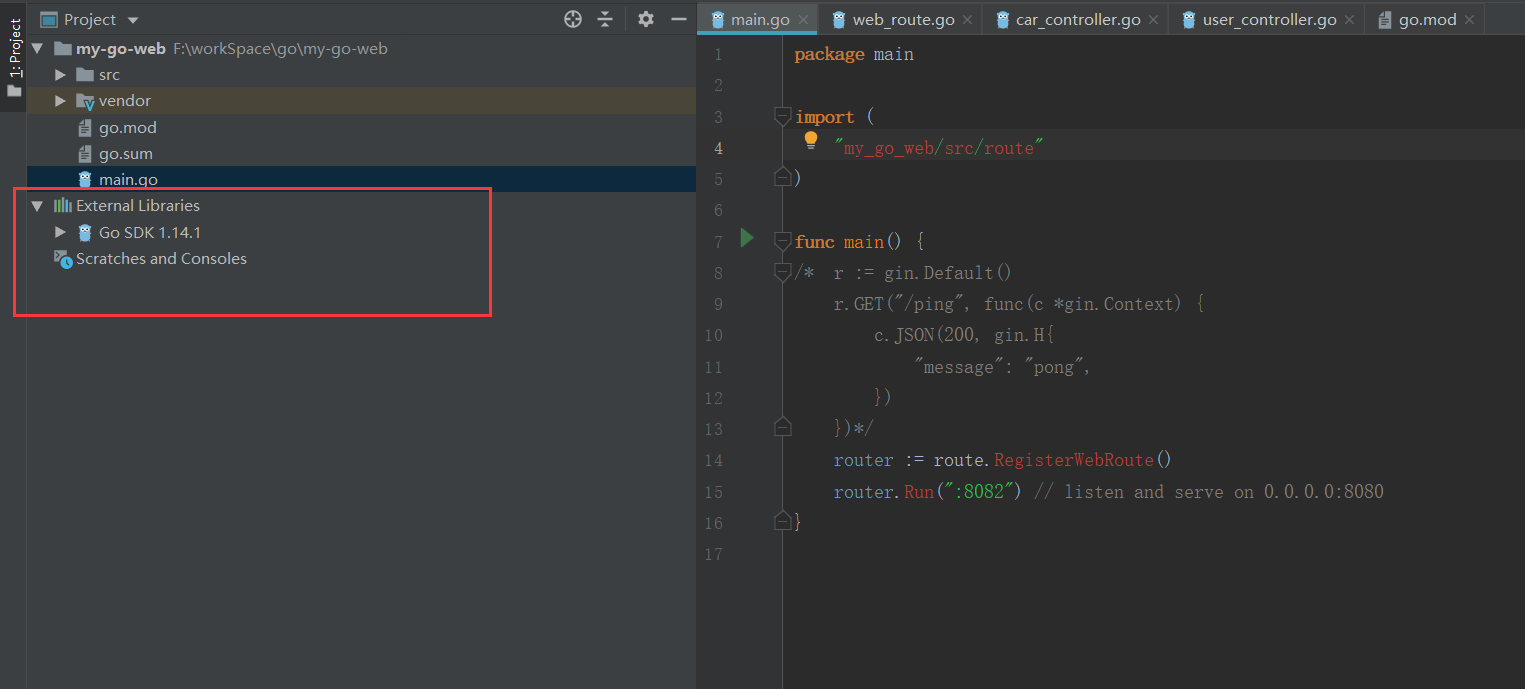 1: Project
Project
my-go-web F:\workSpace\go\my-go-web
src
vendor
go.mod
go.sum
main.go
External Libraries
Go SDK 1.14.1
Scratches and Consoles
main.go web_route.go car_controller.go user_controller.go go.mod
1 package main
2
3 import (
4 "my_go_web/src/route"
5 )
6
7 func main() {
8 /* r := gin.Default()
9 r.GET("/ping", func(c *gin.Context) {
10 c.JSON(200, gin.H{
11 "message": "pong",
12 })
13 })*/
14 router := route.RegisterWebRoute()
15 router.Run(":8082") // listen and serve on 0.0.0.0:8080
16 }
17